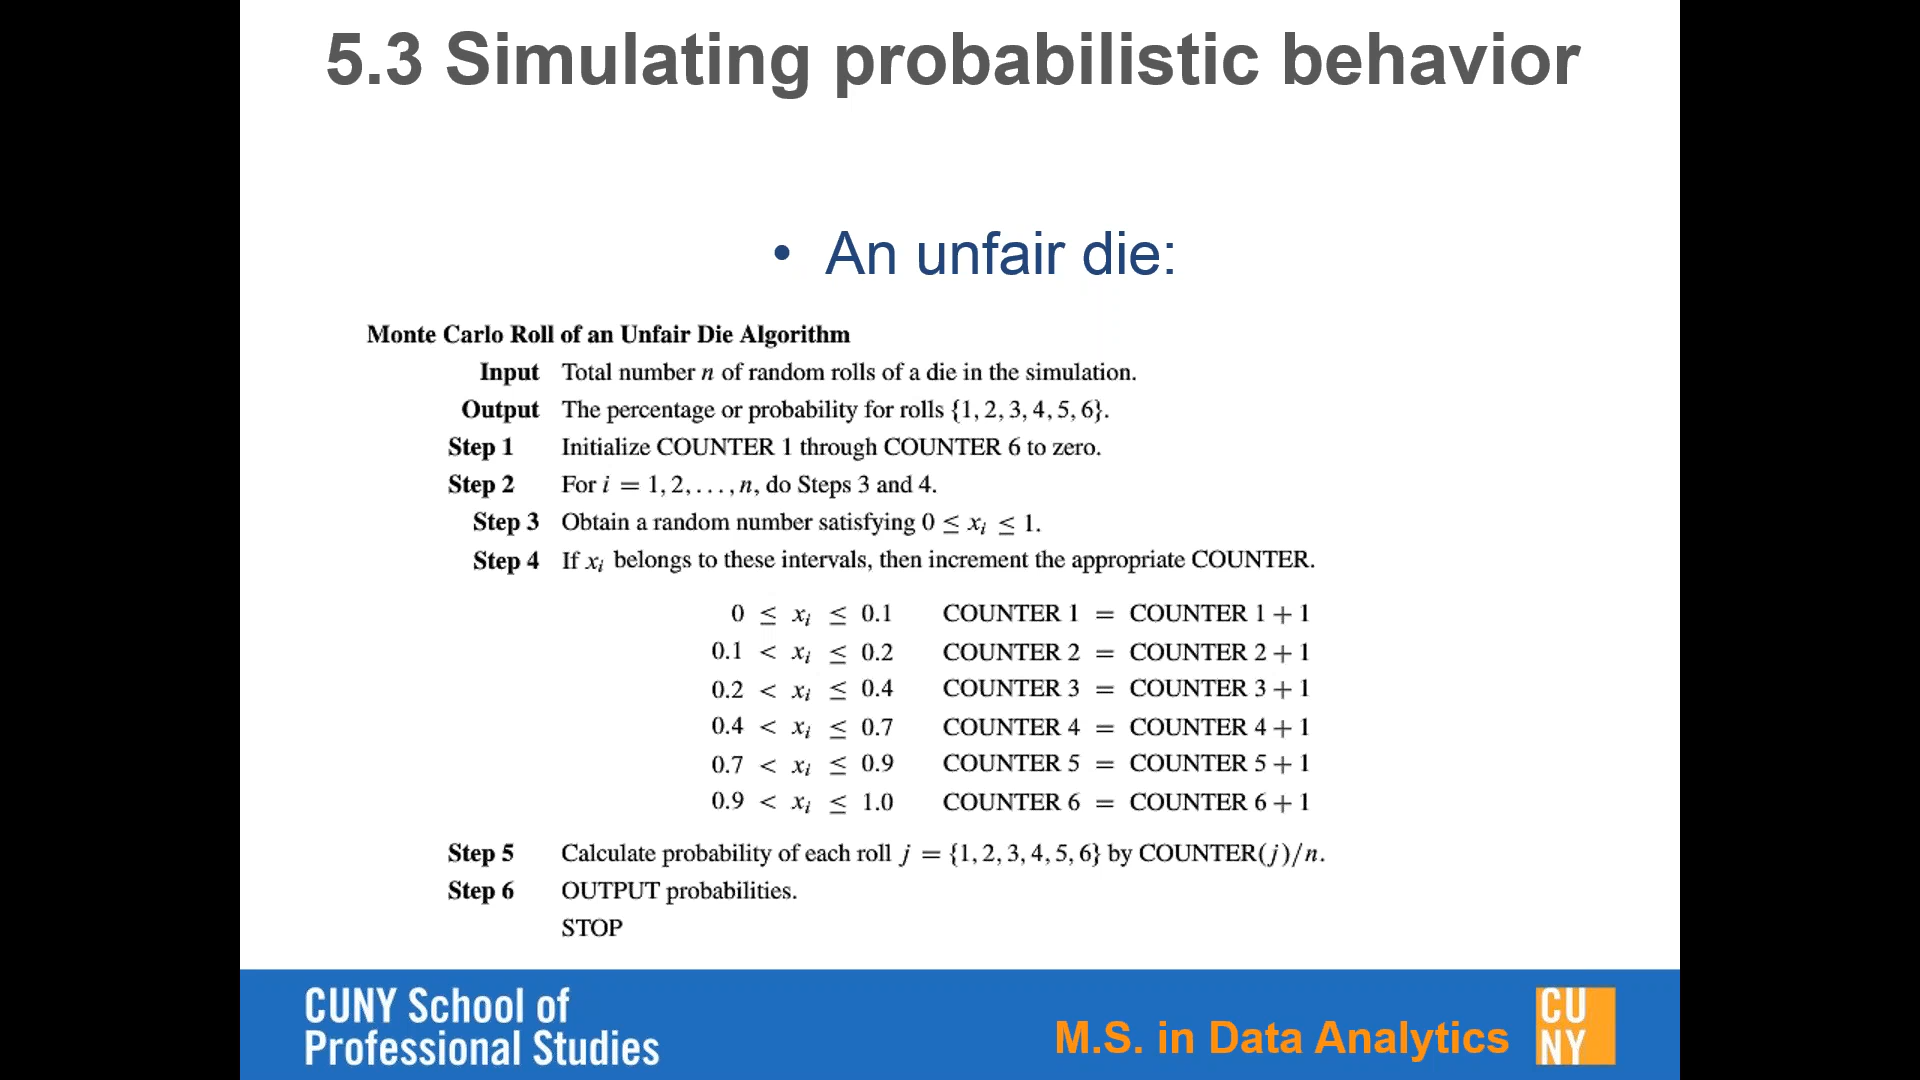 5.3 Simulating probabilistic behavior
• An unfair die:
Monte Carlo Roll of an Unfair Die Algorithm
Input Total number n of random rolls of a die in the simulation.
Output The percentage or probability for rolls {1, 2, 3, 4, 5, 6}.
Step 1 Initialize COUNTER 1 through COUNTER 6 to zero.
Step 2 For i = 1, 2, . . . , n, do Steps 3 and 4.
Step 3 Obtain a random number satisfying 0 ≤ xᵢ ≤ 1.
Step 4 If xᵢ belongs to these intervals, then increment the appropriate COUNTER.
0 ≤ xᵢ ≤ 0.1 COUNTER 1 = COUNTER 1 + 1
0.1 < xᵢ ≤ 0.2 COUNTER 2 = COUNTER 2 + 1
0.2 < xᵢ ≤ 0.4 COUNTER 3 = COUNTER 3 + 1
0.4 < xᵢ ≤ 0.7 COUNTER 4 = COUNTER 4 + 1
0.7 < xᵢ ≤ 0.9 COUNTER 5 = COUNTER 5 + 1
0.9 < xᵢ ≤ 1.0 COUNTER 6 = COUNTER 6 + 1
Step 5 Calculate probability of each roll j = {1, 2, 3, 4, 5, 6} by COUNTER(j)/n.
Step 6 OUTPUT probabilities.
STOP
CUNY School of
Professional Studies
M.S. in Data Analytics
CU
NY